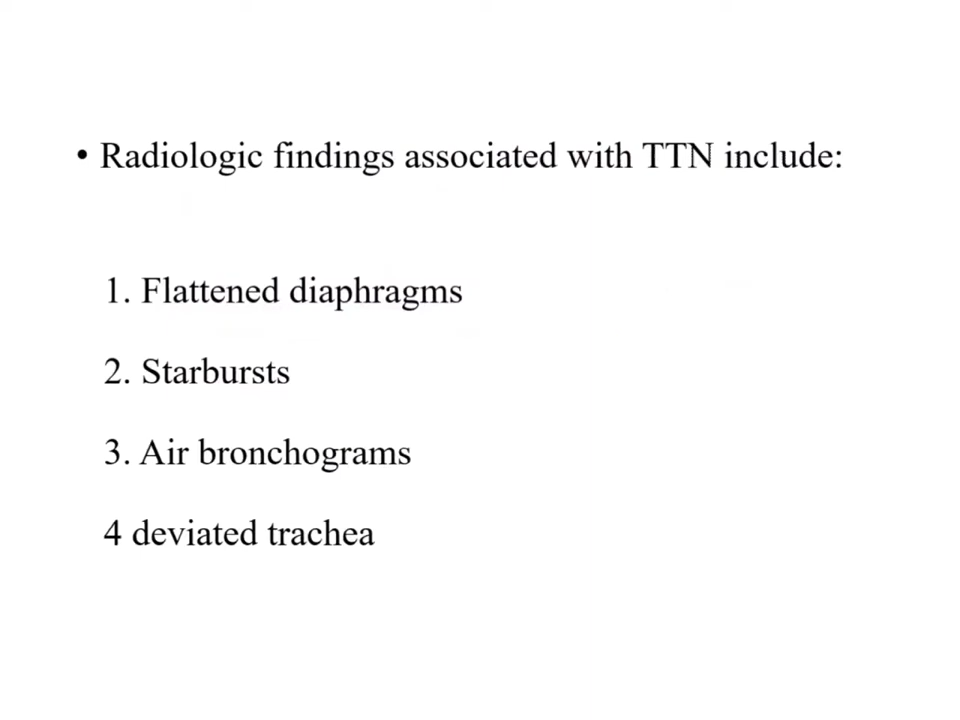 • Radiologic findings associated with TTN include:
1. Flattened diaphragms
2. Starbursts
3. Air bronchograms
4 deviated trachea